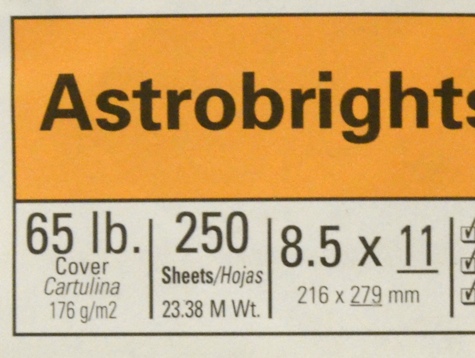 Astrobrights
65 lb.
Cover
Cartulina
176 g/m2
250
Sheets/Hojas
23.38 M Wt.
8.5 x 11
216 x 279 mm